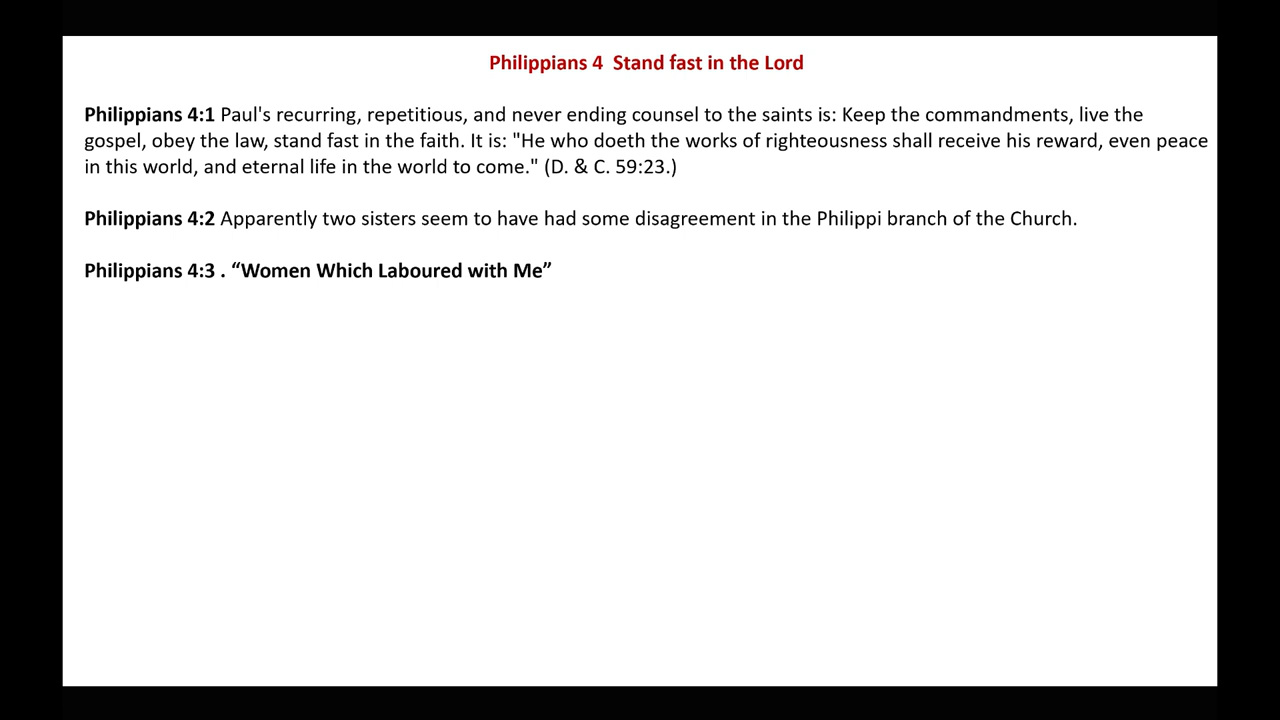 Philippians 4  Stand fast in the Lord
Philippians 4:1 Paul's recurring, repetitious, and never ending counsel to the saints is: Keep the commandments, live the
gospel, obey the law, stand fast in the faith. It is: "He who doeth the works of righteousness shall receive his reward, even peace
in this world, and eternal life in the world to come." (D. & C. 59:23.)
Philippians 4:2 Apparently two sisters seem to have had some disagreement in the Philippi branch of the Church.
Philippians 4:3 . “Women Which Laboured with Me”